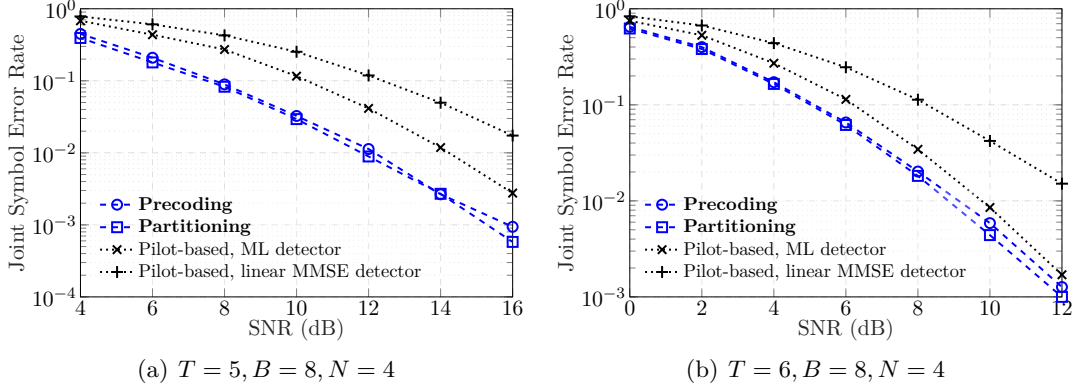 Joint Symbol Error Rate
10^0
10^−1
10^−2
10^−3
10^−4
4 6 8 10 12 14 16
SNR (dB)
Precoding
Partitioning
Pilot-based, ML detector
Pilot-based, linear MMSE detector
(a) T = 5, B = 8, N = 4
Joint Symbol Error Rate
10^0
10^−1
10^−2
10^−3
0 2 4 6 8 10 12
SNR (dB)
Precoding
Partitioning
Pilot-based, ML detector
Pilot-based, linear MMSE detector
(b) T = 6, B = 8, N = 4